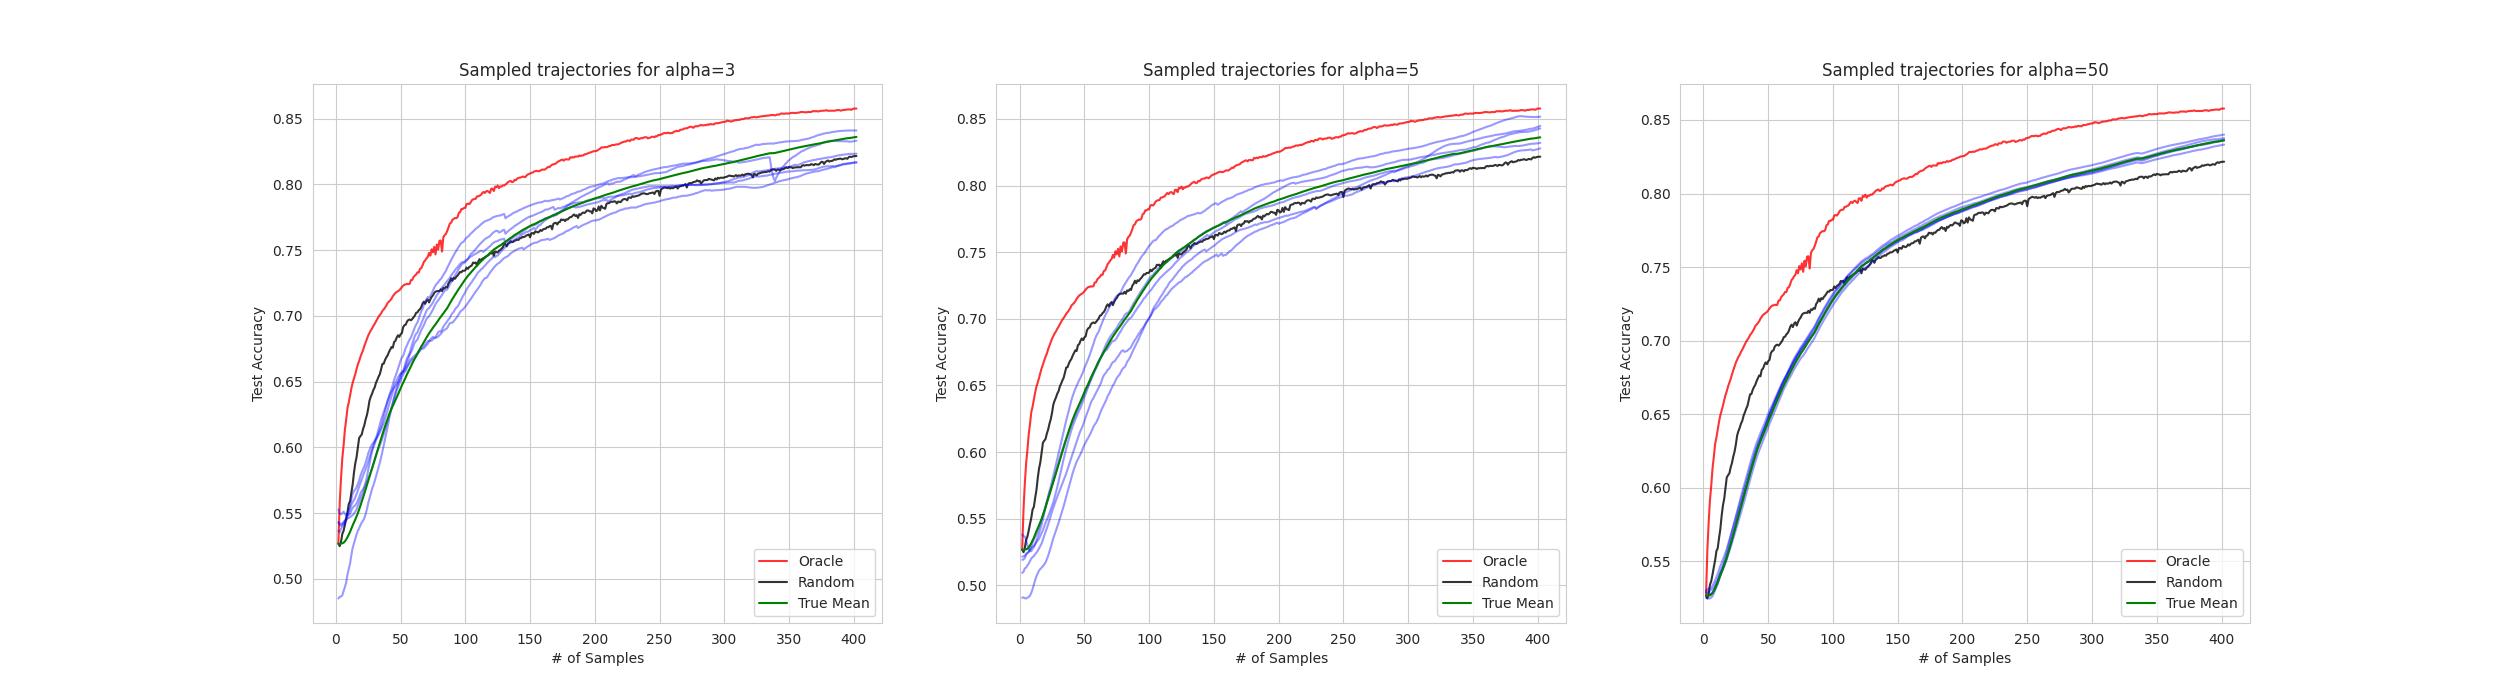 Sampled trajectories for alpha=3
Test Accuracy
0.85
0.80
0.75
0.70
0.65
0.60
0.55
0.50
Oracle
Random
True Mean
0 50 100 150 200 250 300 350 400
# of Samples
Sampled trajectories for alpha=5
Test Accuracy
0.85
0.80
0.75
0.70
0.65
0.60
0.55
0.50
Oracle
Random
True Mean
0 50 100 150 200 250 300 350 400
# of Samples
Sampled trajectories for alpha=50
Test Accuracy
0.85
0.80
0.75
0.70
0.65
0.60
0.55
Oracle
Random
True Mean
0 50 100 150 200 250 300 350 400
# of Samples